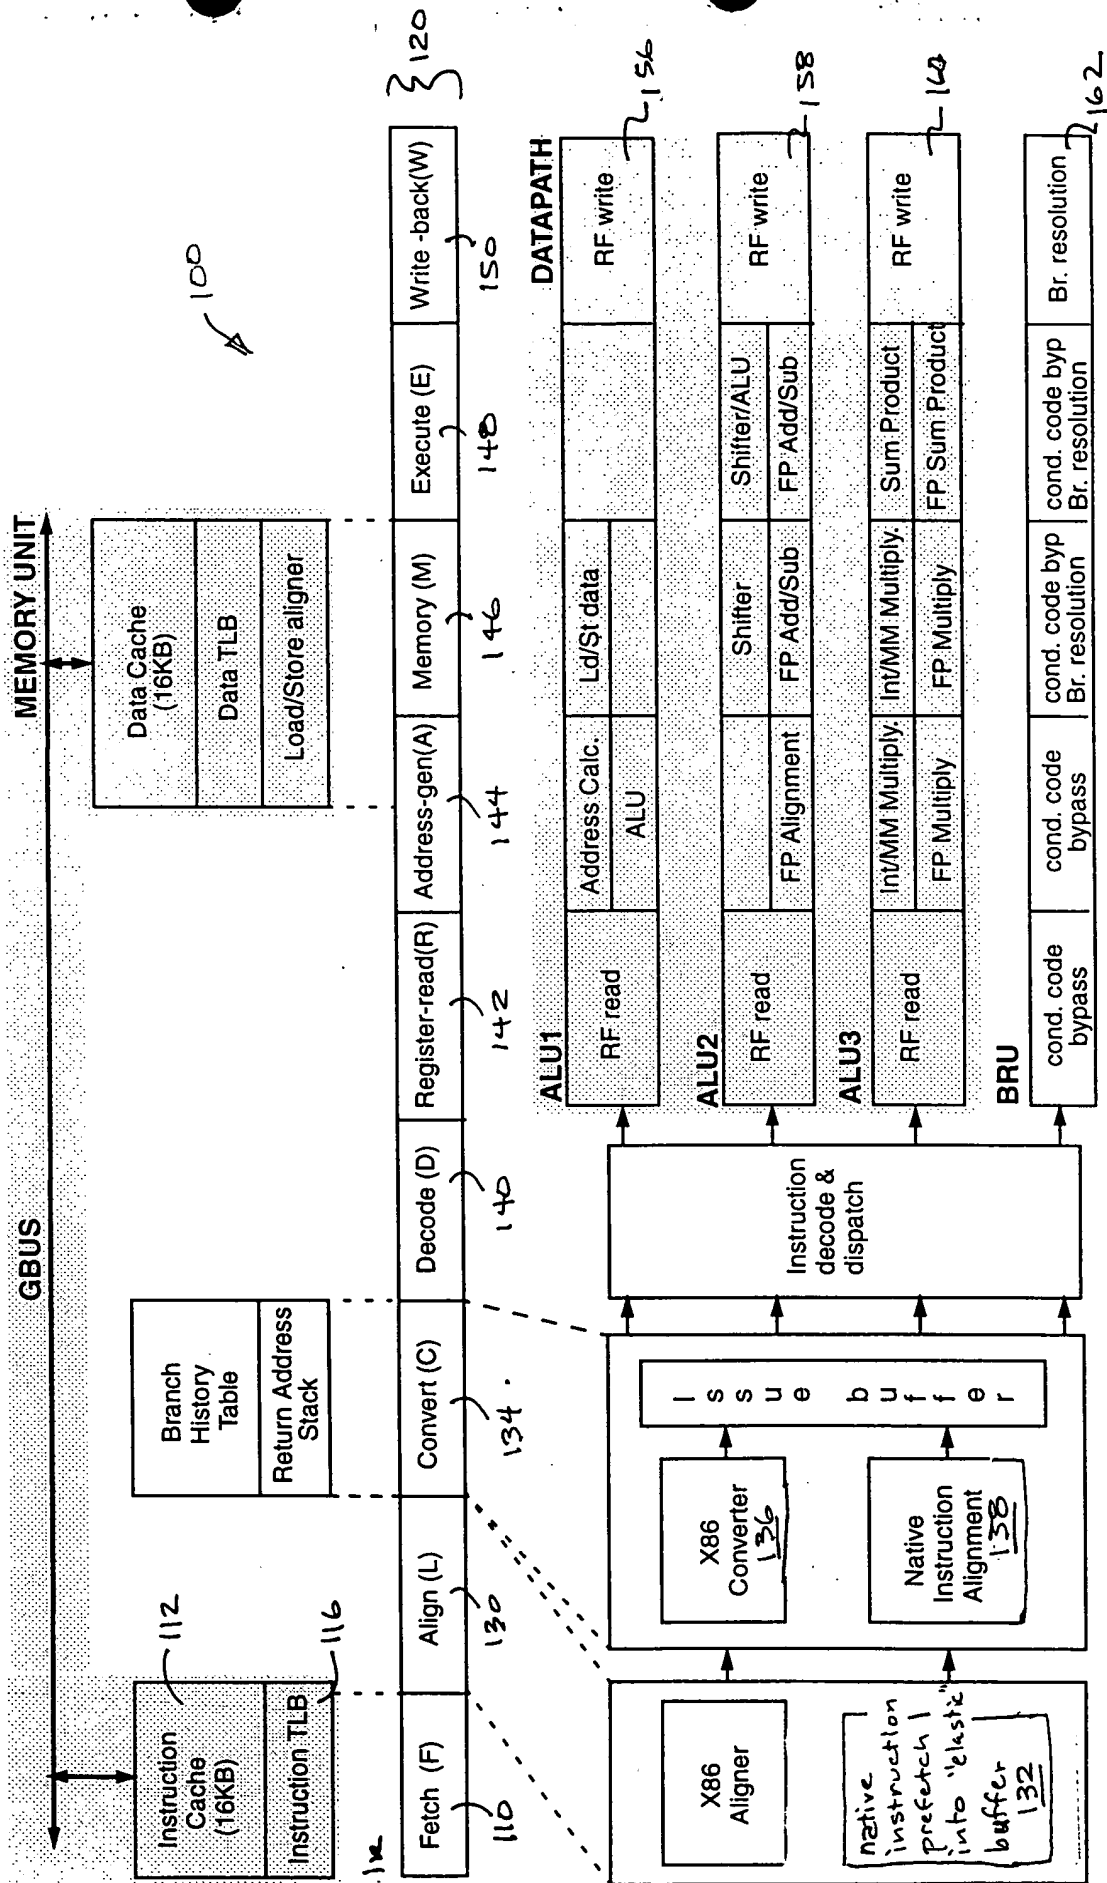 GBUS
MEMORY UNIT
Instruction
Cache
(16KB)
112
Instruction TLB
116
Branch
History
Table
Return Address
Stack
Data Cache
(16KB)
Data TLB
Load/Store aligner
100
Fetch (F)
110
Align (L)
130
Convert (C)
134
Decode (D)
140
Register-read(R)
142
Address-gen(A)
144
Memory (M)
146
Execute (E)
148
Write -back(W)
150
120
X86
Aligner
native
instruction
prefetch
into "elastic"
buffer
132
X86
Converter
136
Native
Instruction
Alignment
138
Issue buffer
Instruction
decode &
dispatch
DATAPATH
ALU1
RF read
Address Calc.
ALU
Ld/St data
RF write
156
ALU2
RF read
FP Alignment
Shifter
FP Add/Sub
Shifter/ALU
FP Add/Sub
RF write
158
ALU3
RF read
Int/MM Multiply.
FP Multiply
Int/MM Multiply.
FP Multiply
Sum Product
FP Sum Product
RF write
BRU
cond. code
bypass
cond. code
bypass
cond. code byp
Br. resolution
cond. code byp
Br. resolution
Br. resolution
162